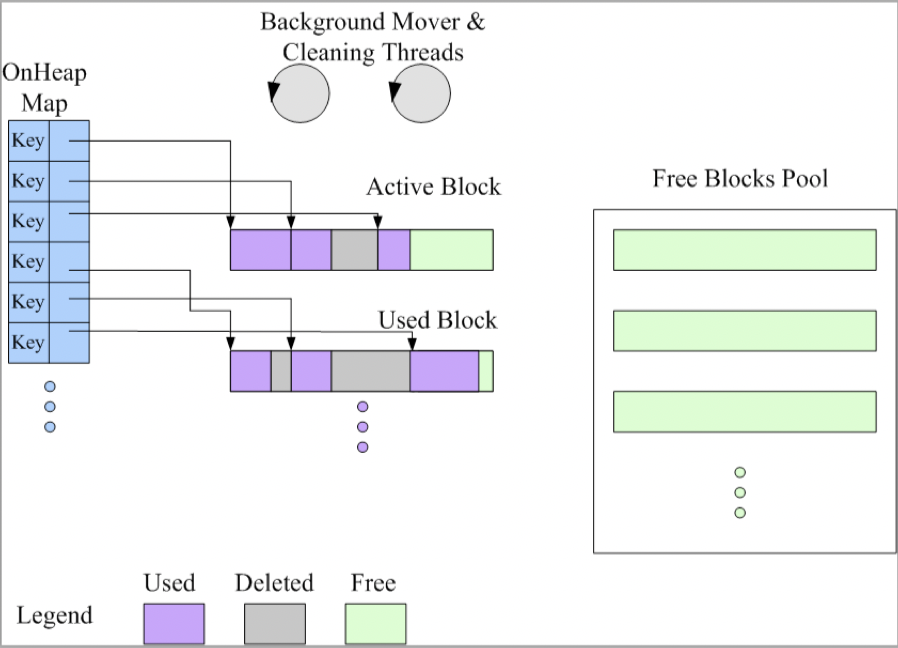 Background Mover &
Cleaning Threads
OnHeap
Map
Key
Key
Key
Key
Key
Key
Active Block
Used Block
Free Blocks Pool
Legend
Used
Deleted
Free